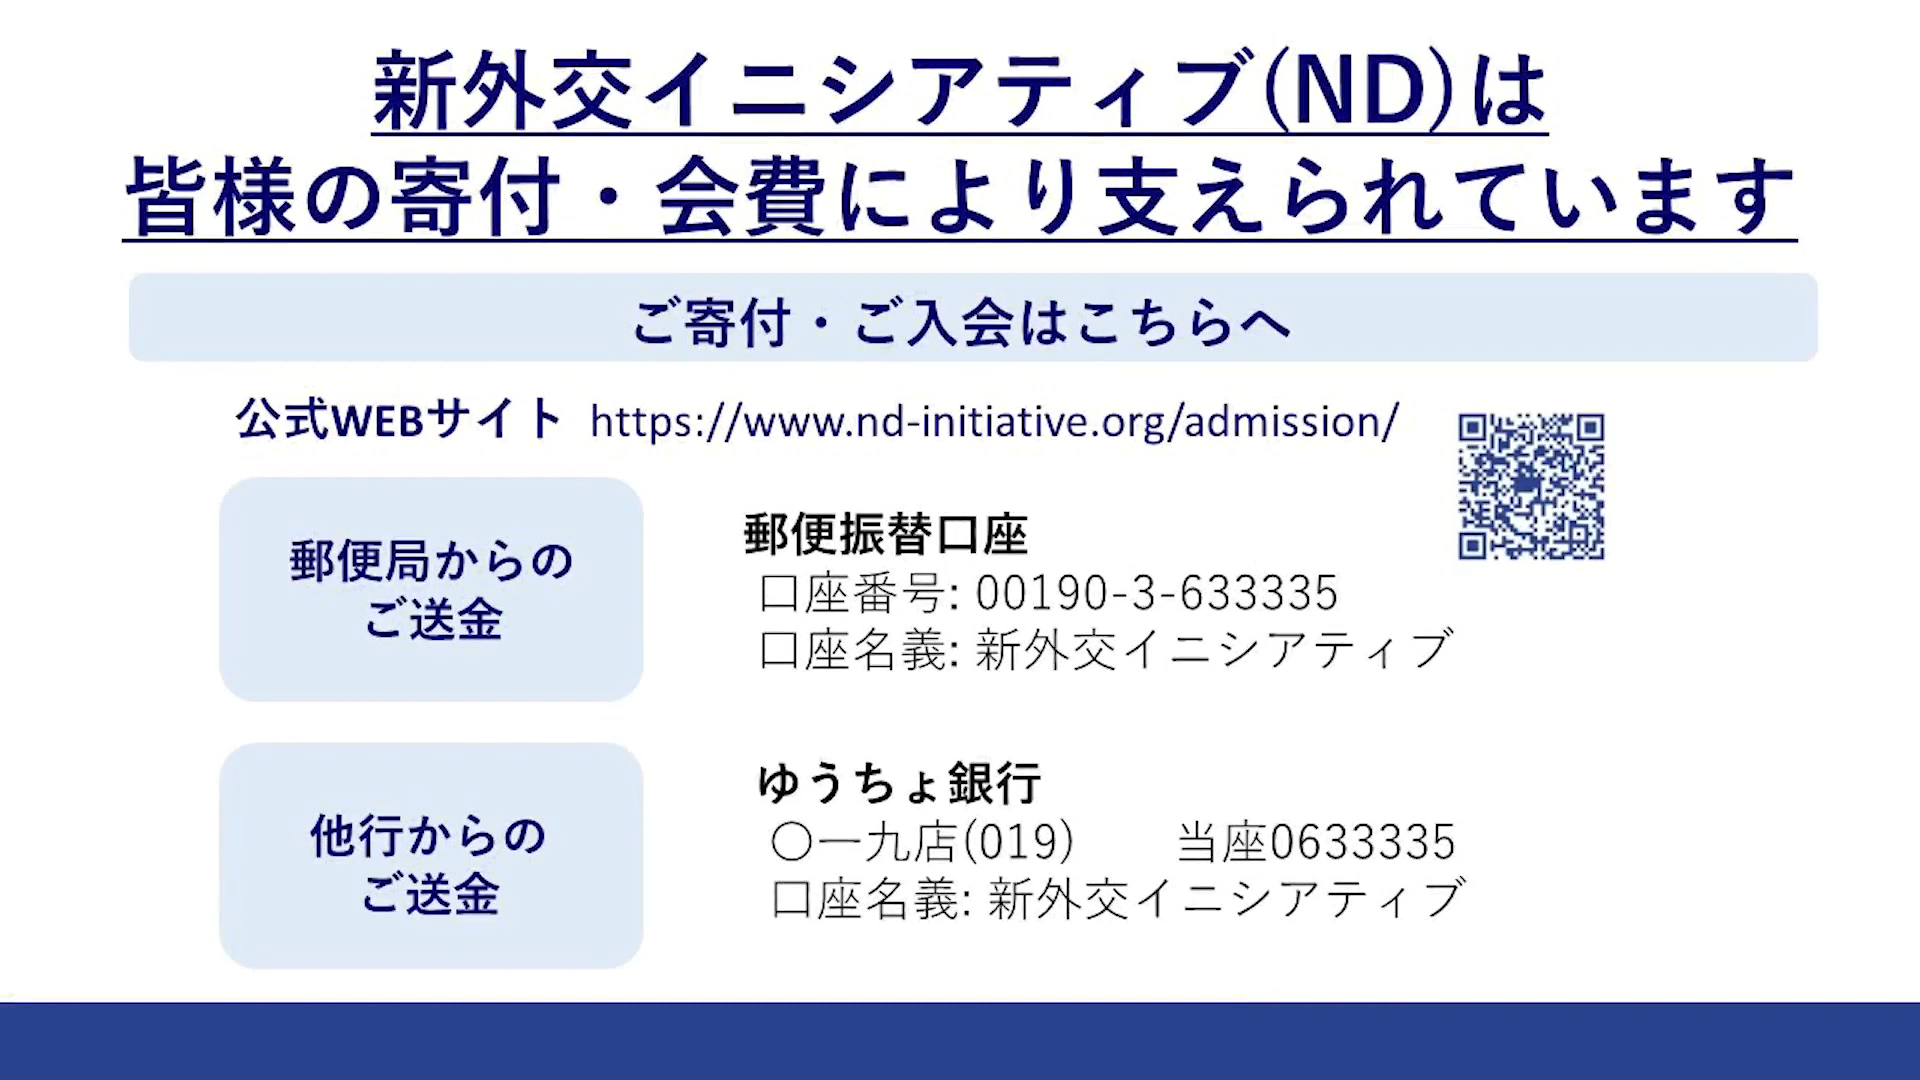 新外交イニシアティブ(ND)は
皆様の寄付・会費により支えられています
ご寄付・ご入会はこちらへ
公式WEBサイト https://www.nd-initiative.org/admission/
郵便局からの
ご送金
郵便振替口座
口座番号: 00190-3-633335
口座名義: 新外交イニシアティブ
他行からの
ご送金
ゆうちょ銀行
〇一九店(019) 当座0633335
口座名義: 新外交イニシアティブ